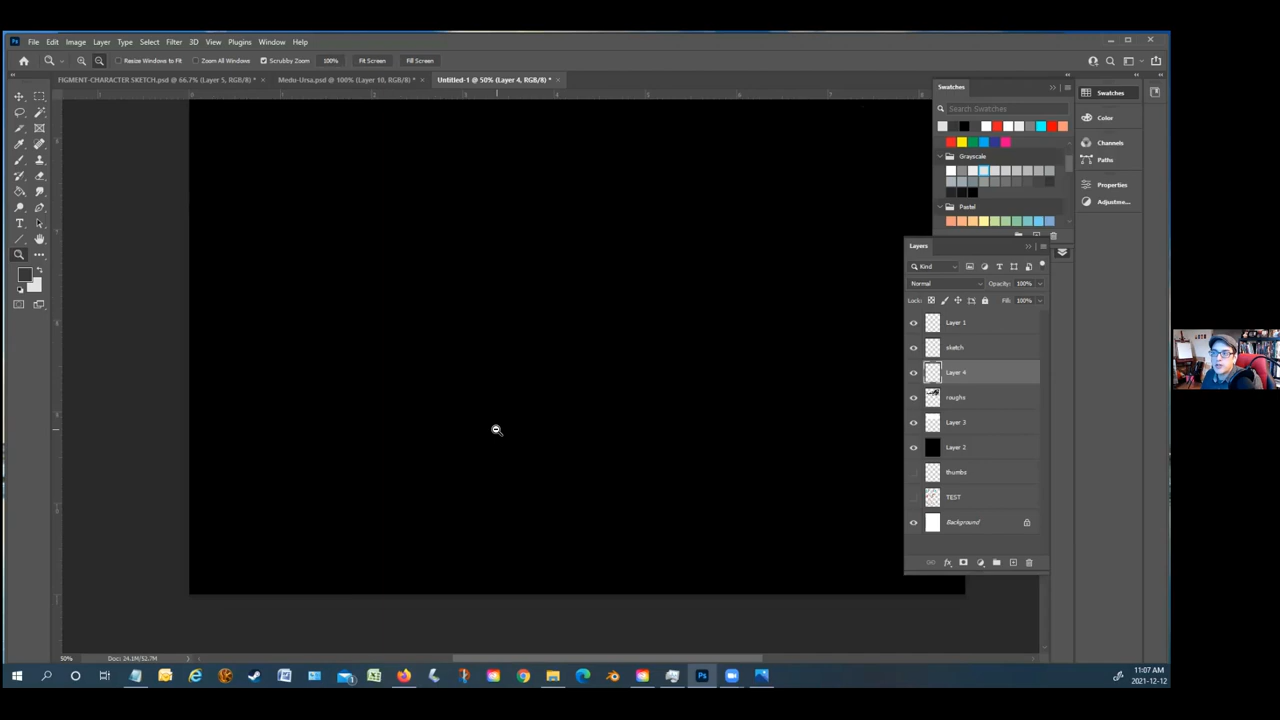 Ps File Edit Image Layer Type Select Filter 3D View Plugins Window Help
Resize Windows to Fit Zoom All Windows Scrubby Zoom 100% Fit Screen Fill Screen
FIGMENT-CHARACTER SKETCH.psd @ 66.7% (Layer 5, RGB/8) * × Medu-Ursa.psd @ 100% (Layer 10, RGB/8) * × Untitled-1 @ 50% (Layer 4, RGB/8) * ×
Swatches
Search Swatches
Grayscale
Pastel
Swatches
Color
Channels
Paths
Properties
Adjustme...
Layers
Kind
Normal Opacity: 100%
Lock: Fill: 100%
Layer 1
sketch
Layer 4
roughs
Layer 3
Layer 2
thumbs
TEST
Background
fx
50% Doc: 24.1M/52.7M
Ps
11:07 AM
2021-12-12